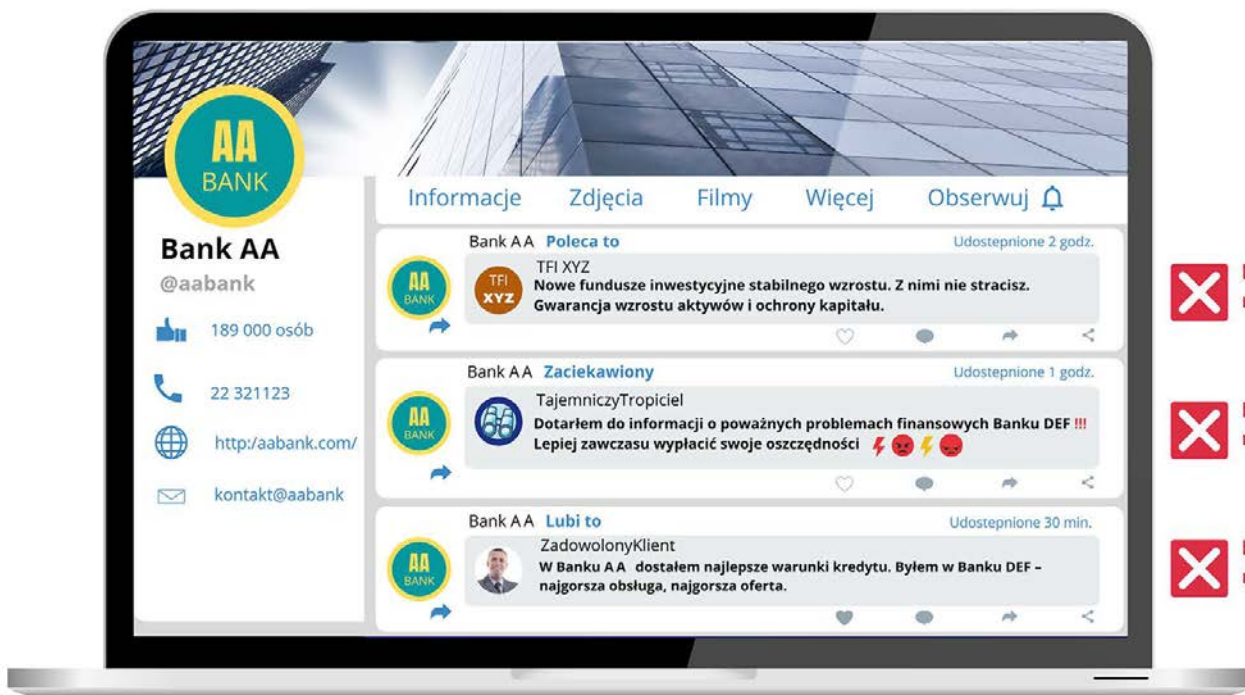 AA
BANK
Bank AA
@aabank
189 000 osób
22 321123
http:/aabank.com/
kontakt@aabank
Informacje Zdjęcia Filmy Więcej Obserwuj
Bank AA Poleca to Udostepnione 2 godz.
AA
BANK
TFI
XYZ
TFI XYZ
Nowe fundusze inwestycyjne stabilnego wzrostu. Z nimi nie stracisz.
Gwarancja wzrostu aktywów i ochrony kapitału.
Bank AA Zaciekawiony Udostepnione 1 godz.
AA
BANK
TajemniczyTropiciel
Dotarłem do informacji o poważnych problemach finansowych Banku DEF !!!
Lepiej zawczasu wypłacić swoje oszczędności
Bank AA Lubi to Udostepnione 30 min.
AA
BANK
ZadowolonyKlient
W Banku AA dostałem najlepsze warunki kredytu. Byłem w Banku DEF –
najgorsza obsługa, najgorsza oferta.